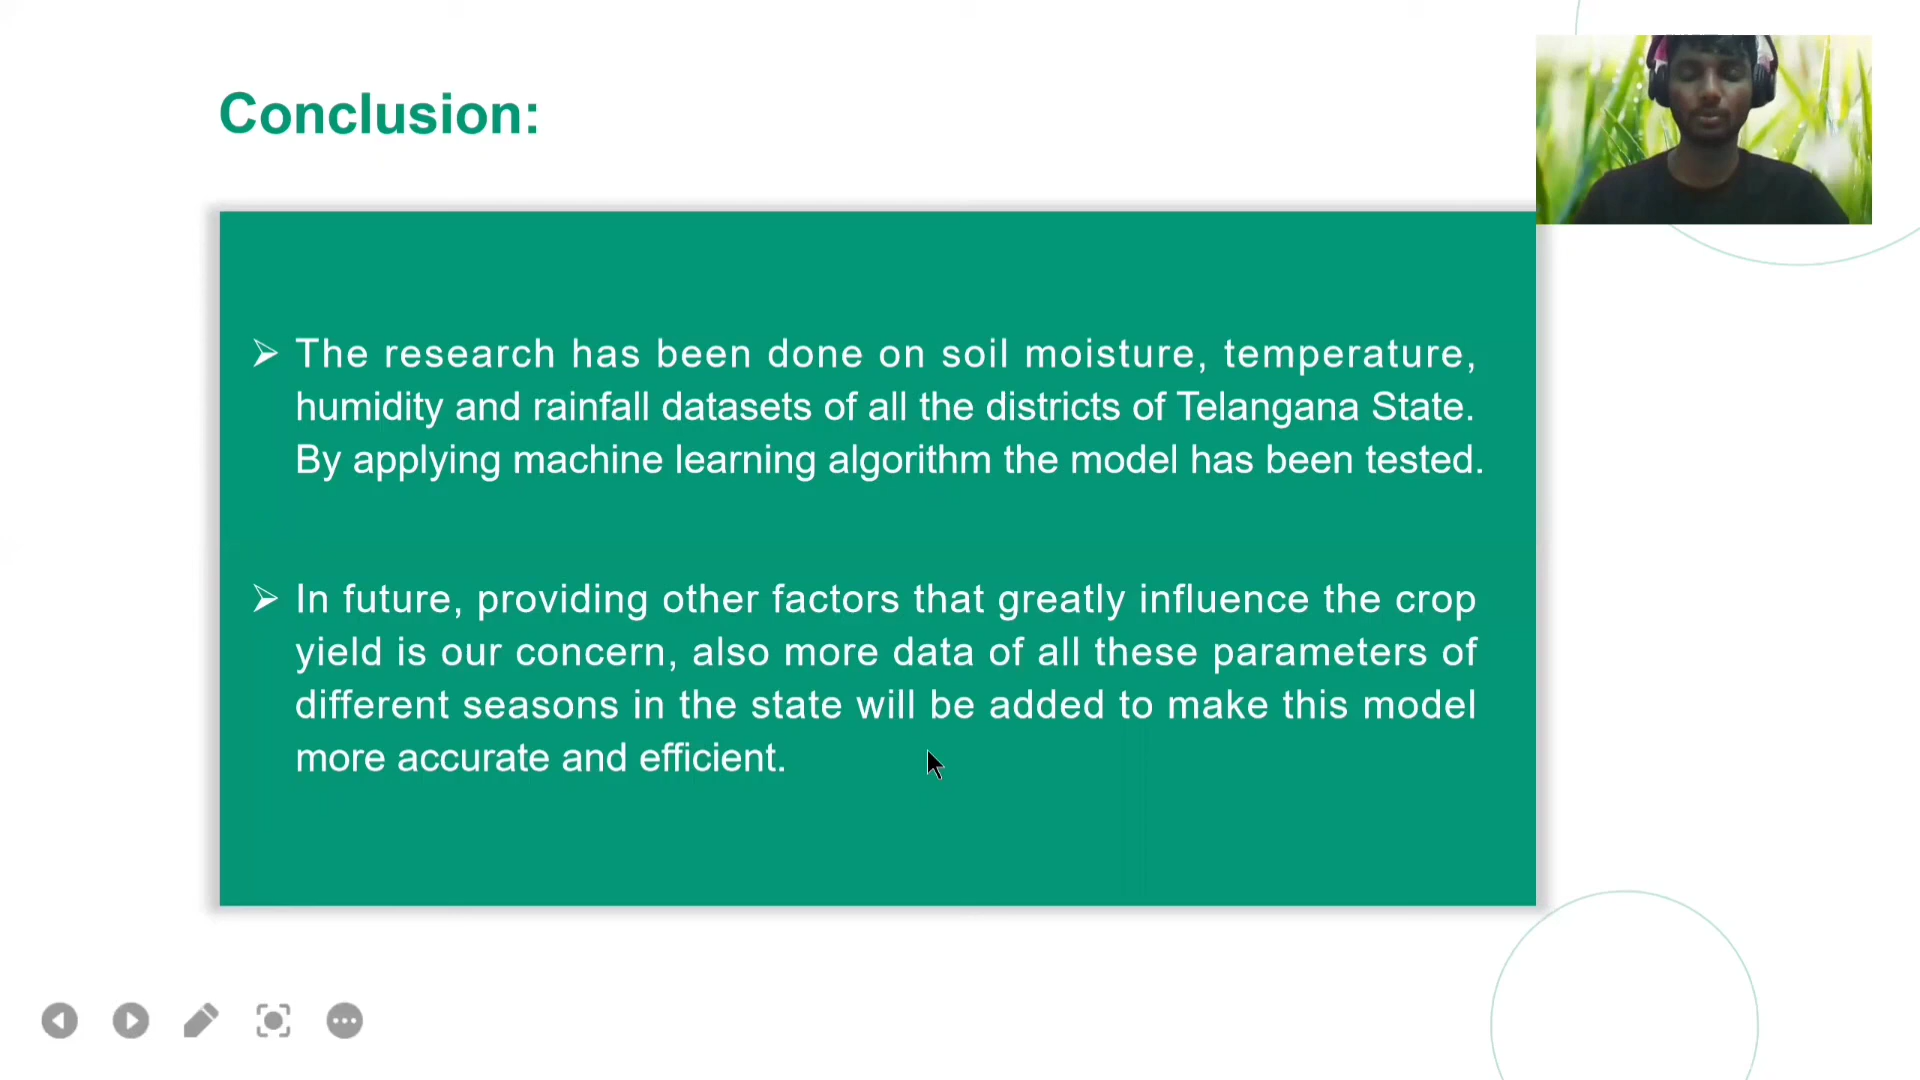 Conclusion:
➢ The research has been done on soil moisture, temperature,
humidity and rainfall datasets of all the districts of Telangana State.
By applying machine learning algorithm the model has been tested.
➢ In future, providing other factors that greatly influence the crop
yield is our concern, also more data of all these parameters of
different seasons in the state will be added to make this model
more accurate and efficient.